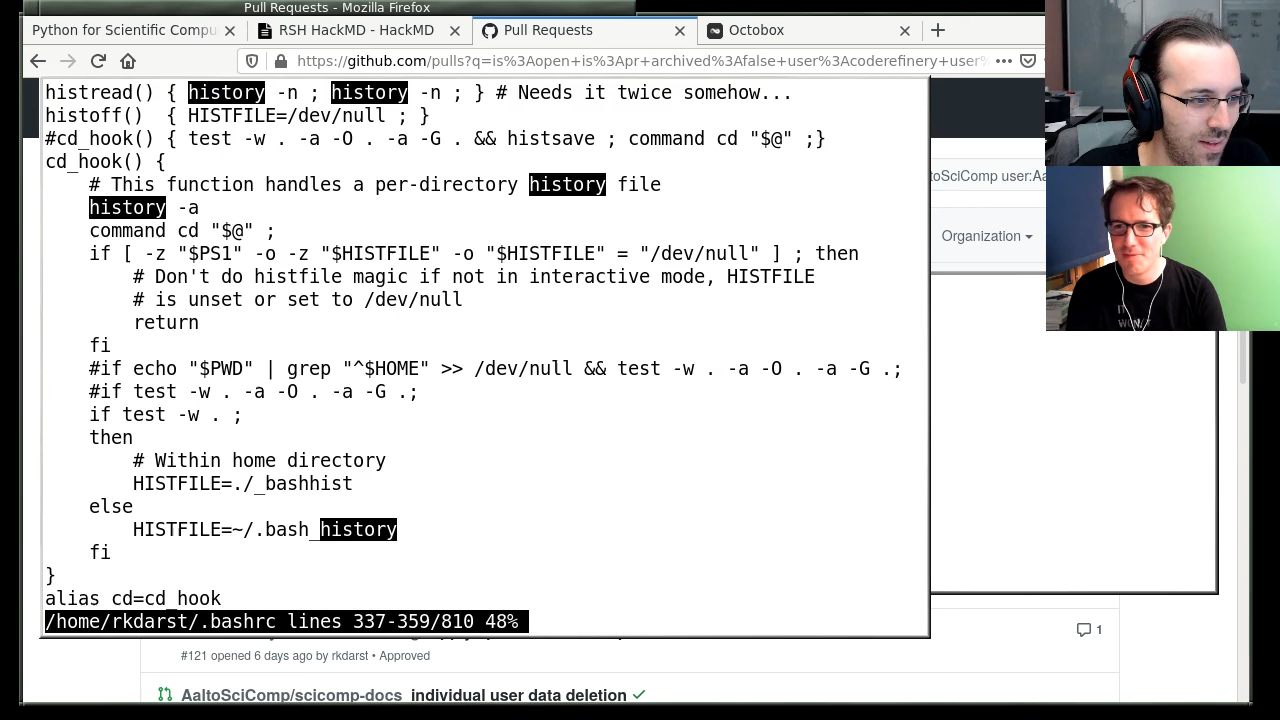 Pull Requests - Mozilla Firefox
Python for Scientific Compu
RSH HackMD - HackMD
Pull Requests
Octobox
https://github.com/pulls?q=is%3Aopen+is%3Apr+archived%3Afalse+user%3Acoderefinery+user%
histread() { history -n ; history -n ; } # Needs it twice somehow...
histoff()  { HISTFILE=/dev/null ; }
#cd_hook() { test -w . -a -O . -a -G . && histsave ; command cd "$@" ;}
cd_hook() {
    # This function handles a per-directory history file
    history -a
    command cd "$@" ;
    if [ -z "$PS1" -o -z "$HISTFILE" -o "$HISTFILE" = "/dev/null" ] ; then
        # Don't do histfile magic if not in interactive mode, HISTFILE
        # is unset or set to /dev/null
        return
    fi
    #if echo "$PWD" | grep "^$HOME" >> /dev/null && test -w . -a -O . -a -G .;
    #if test -w . -a -O . -a -G .;
    if test -w . ;
    then
        # Within home directory
        HISTFILE=./_bashhist
    else
        HISTFILE=~/.bash_history
    fi
}
alias cd=cd_hook
/home/rkdarst/.bashrc lines 337-359/810 48%
toSciComp user:Aa
Organization
1
#121 opened 6 days ago by rkdarst • Approved
AaltoSciComp/scicomp-docs individual user data deletion